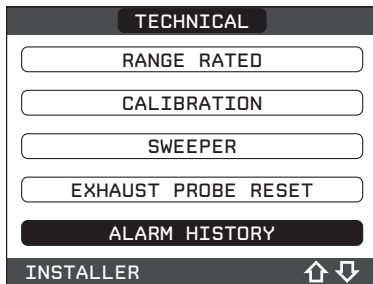 TECHNICAL
RANGE RATED
CALIBRATION
SWEEPER
EXHAUST PROBE RESET
ALARM HISTORY
INSTALLER